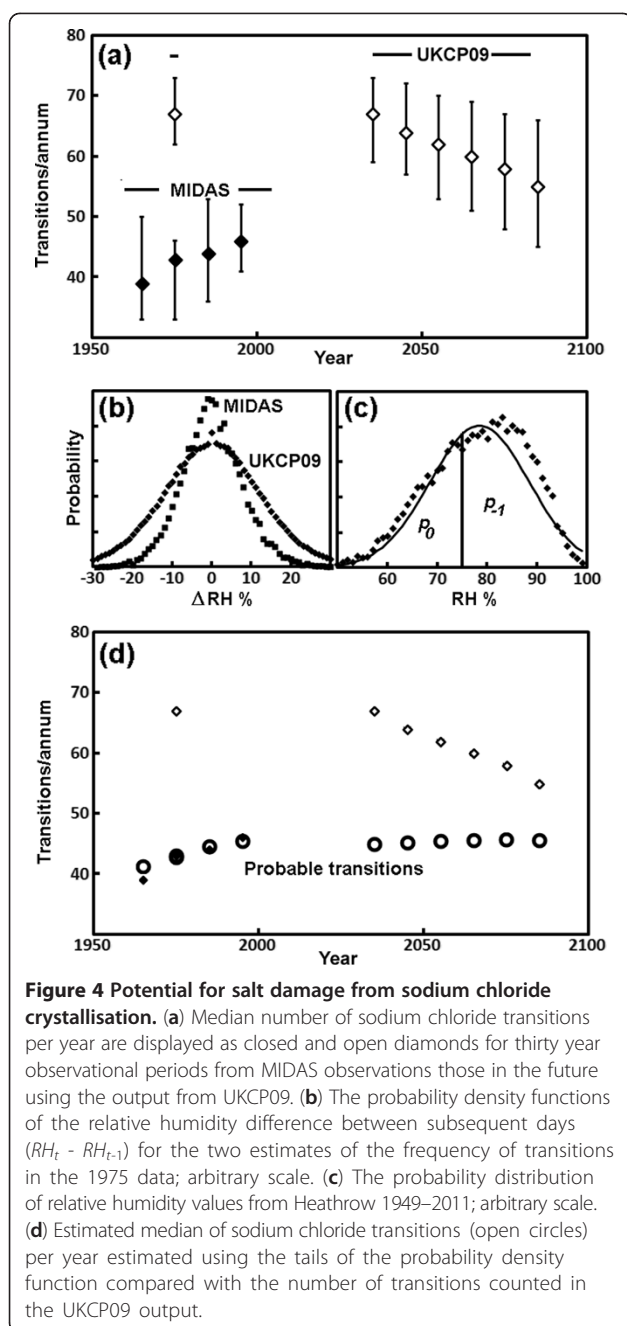 (a)
80
UKCP09
70
60
MIDAS
50
40
Transitions/annum
1950 2000 2050 2100
Year
(b)
MIDAS
UKCP09
Probability
-30 -20 -10 0 10 20
Δ RH %
(c)
p0 p-1
60 70 80 90 100
RH %
(d)
80
70
60
50
40
Transitions/annum
Probable transitions
1950 2000 2050 2100
Year
Figure 4 Potential for salt damage from sodium chloride
crystallisation. (a) Median number of sodium chloride transitions
per year are displayed as closed and open diamonds for thirty year
observational periods from MIDAS observations those in the future
using the output from UKCP09. (b) The probability density functions
of the relative humidity difference between subsequent days
(RHt - RHt-1) for the two estimates of the frequency of transitions
in the 1975 data; arbitrary scale. (c) The probability distribution
of relative humidity values from Heathrow 1949–2011; arbitrary scale.
(d) Estimated median of sodium chloride transitions (open circles)
per year estimated using the tails of the probability density
function compared with the number of transitions counted in
the UKCP09 output.